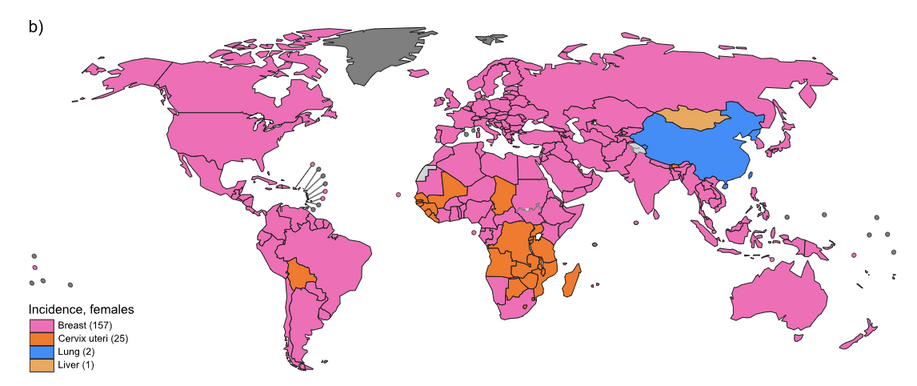 b)
Incidence, females
Breast (157)
Cervix uteri (25)
Lung (2)
Liver (1)